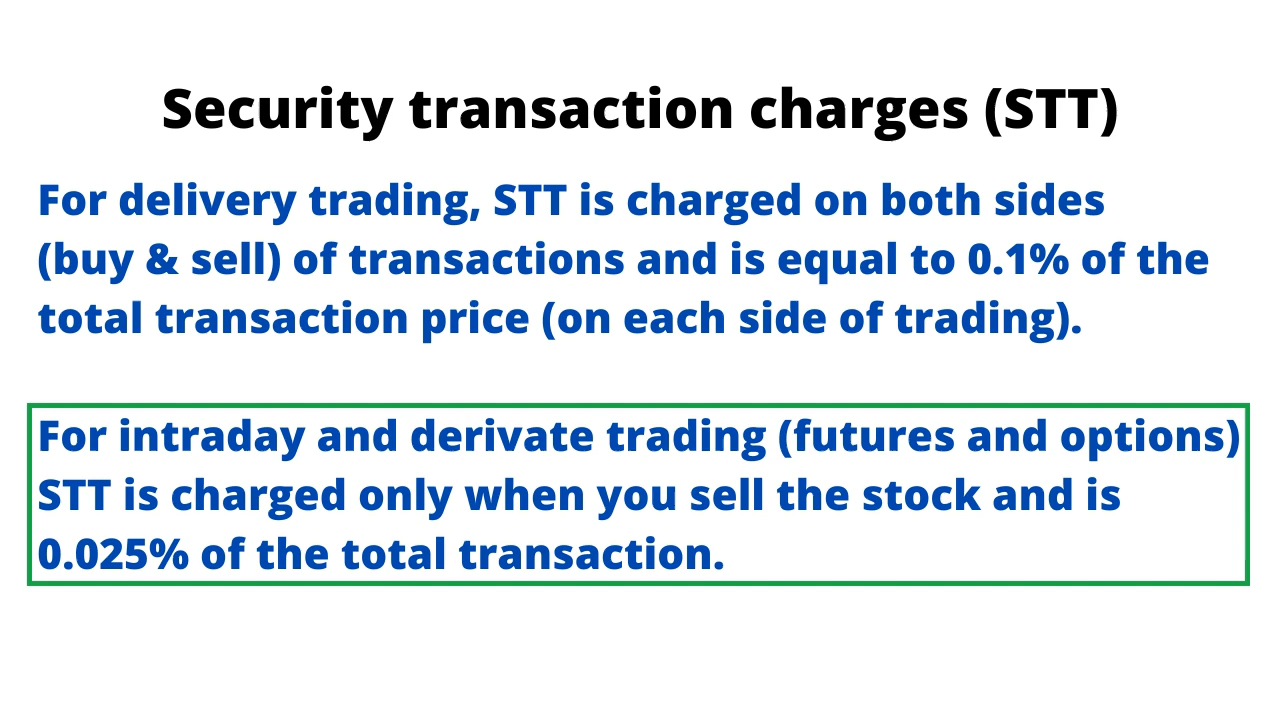 Security transaction charges (STT)
For delivery trading, STT is charged on both sides
(buy & sell) of transactions and is equal to 0.1% of the
total transaction price (on each side of trading).
For intraday and derivate trading (futures and options)
STT is charged only when you sell the stock and is
0.025% of the total transaction.